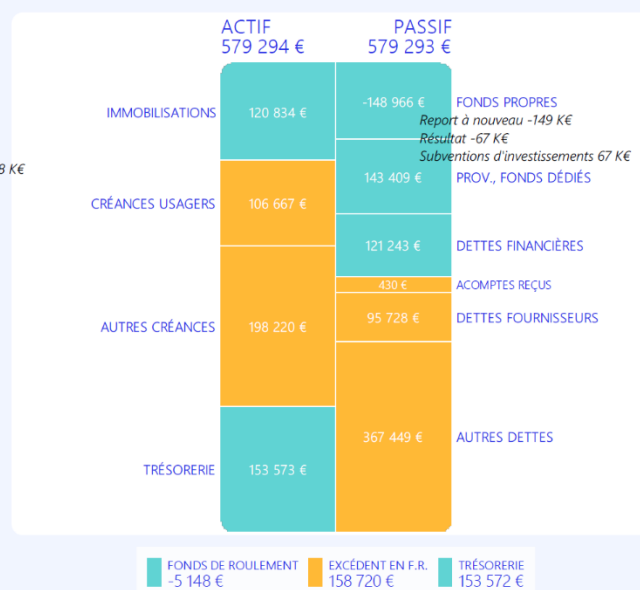 ACTIF
579 294 €
PASSIF
579 293 €
IMMOBILISATIONS
120 834 €
-148 966 €
FONDS PROPRES
Report à nouveau -149 K€
Résultat -67 K€
Subventions d'investissements 67 K€
8 K€
CRÉANCES USAGERS
106 667 €
143 409 €
PROV., FONDS DÉDIÉS
121 243 €
DETTES FINANCIÈRES
430 €
ACOMPTES REÇUS
AUTRES CRÉANCES
198 220 €
95 728 €
DETTES FOURNISSEURS
367 449 €
AUTRES DETTES
TRÉSORERIE
153 573 €
FONDS DE ROULEMENT
-5 148 €
EXCÉDENT EN F.R.
158 720 €
TRÉSORERIE
153 572 €